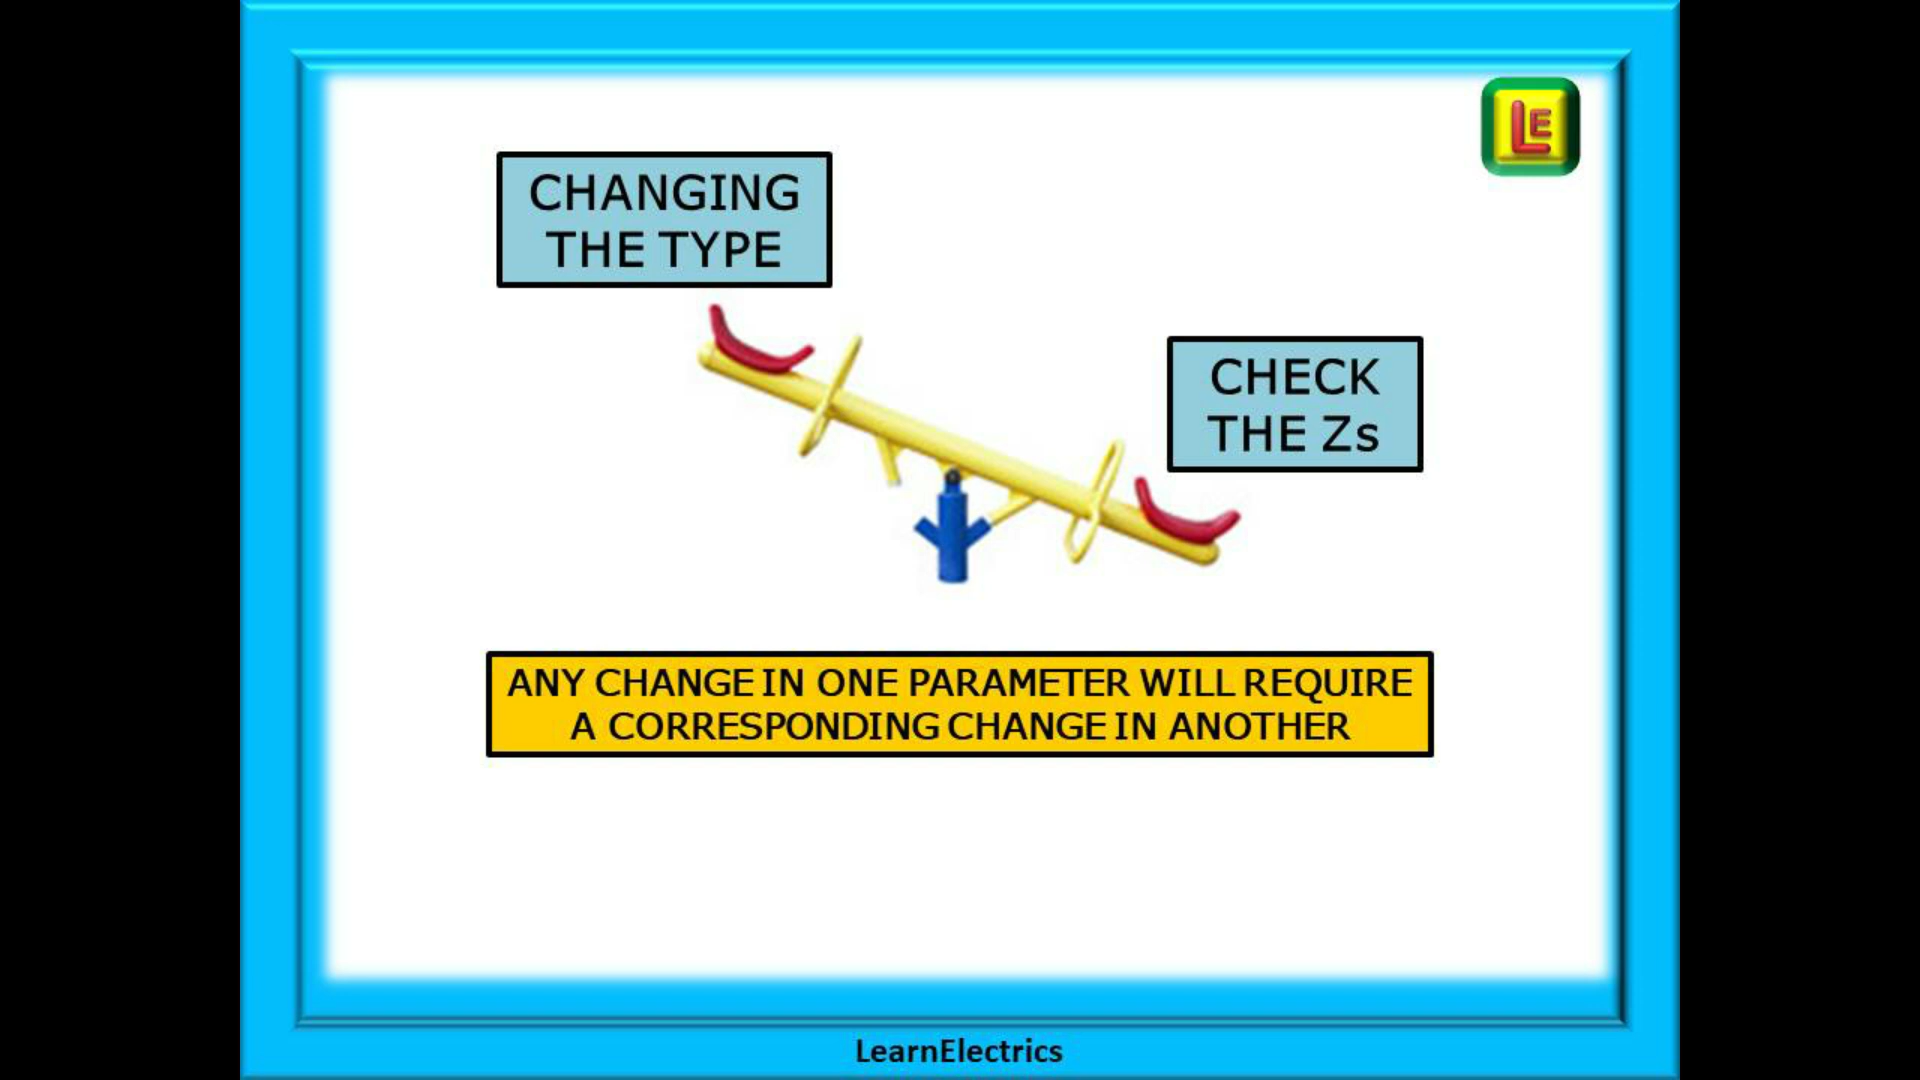 LE
CHANGING
THE TYPE
CHECK
THE Zs
ANY CHANGE IN ONE PARAMETER WILL REQUIRE
A CORRESPONDING CHANGE IN ANOTHER
LearnElectrics